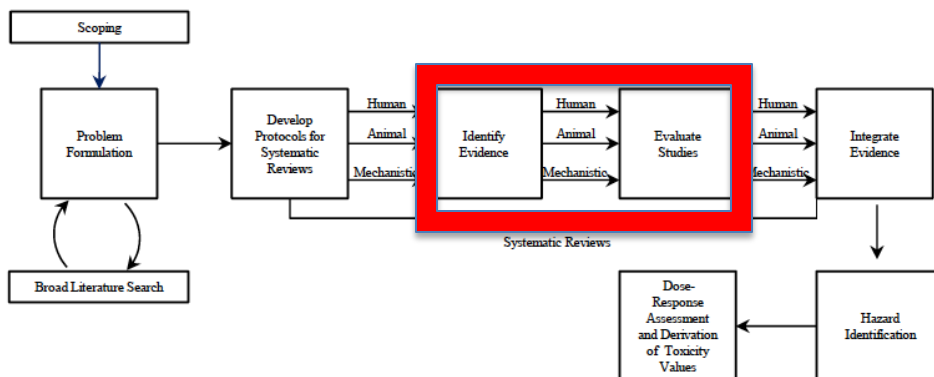 Scoping
Problem
Formulation
Broad Literature Search
Develop
Protocols for
Systematic
Reviews
Human
Animal
Mechanistic
Identify
Evidence
Human
Animal
Mechanistic
Evaluate
Studies
Human
Animal
Mechanistic
Integrate
Evidence
Systematic Reviews
Dose-
Response
Assessment
and Derivation
of Toxicity
Values
Hazard
Identification